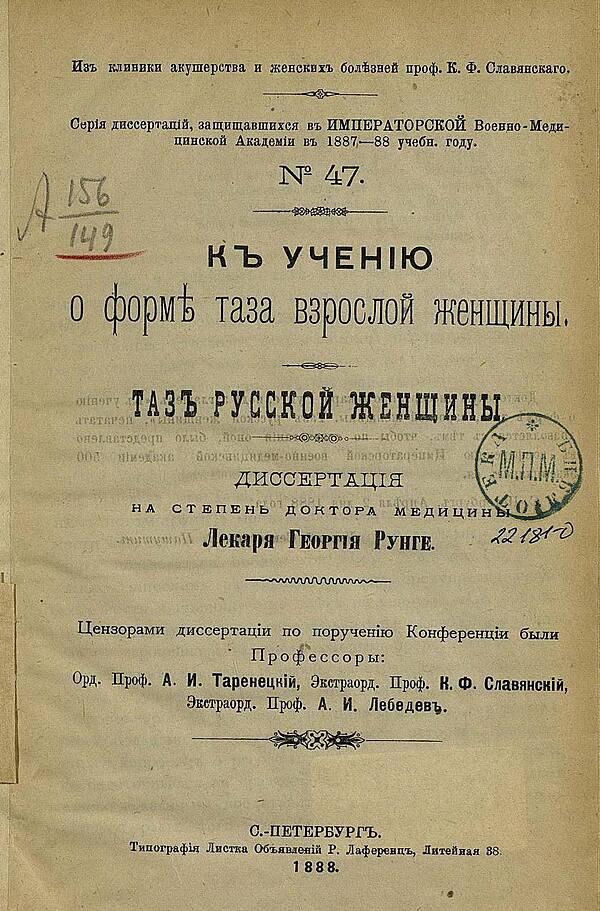 Изъ клиники акушерства и женскихъ болѣзней проф. К. Ф. Славянскаго.
Серія диссертацій, защищавшихся въ ИМПЕРАТОРСКОЙ Военно-Меди-
цинской Академіи въ 1887—88 учебн. году.
№ 47.
А 156
149
КЪ УЧЕНІЮ
о формѣ таза взрослой женщины.
ТАЗЪ РУССКОЙ ЖЕНЩИНЫ.
БИБЛІОТЕКА
М.П.М.
ДИССЕРТАЦІЯ
НА СТЕПЕНЬ ДОКТОРА МЕДИЦИНЫ
Лекаря Георгія Рунге.
Цензорами диссертаціи по порученію Конференціи были
Профессоры:
Орд. Проф. А. И. Таренецкій, Экстраорд. Проф. К. Ф. Славянскій,
Экстраорд. Проф. А. И. Лебедевъ.
С.-ПЕТЕРБУРГЪ.
Типографія Листка Объявленій Р. Лаференцъ, Литейная 38.
1888.